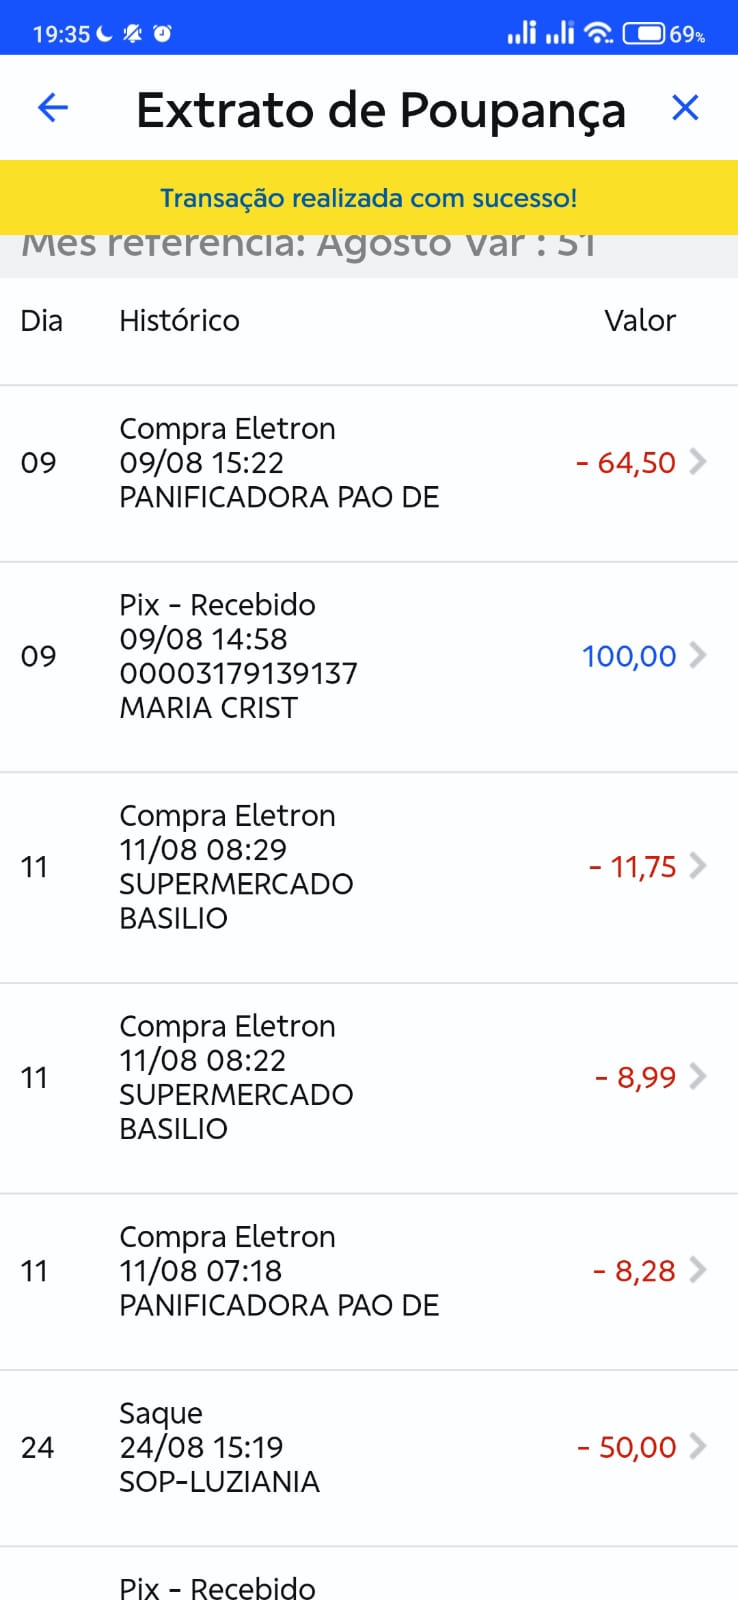 19:35
69%
Extrato de Poupança
Transação realizada com sucesso!
Mês referência: Agosto Var : 51
Dia Histórico Valor
Compra Eletron
09 09/08 15:22 - 64,50
PANIFICADORA PAO DE
Pix - Recebido
09/08 14:58
09 100,00
00003179139137
MARIA CRIST
Compra Eletron
11/08 08:29
11 - 11,75
SUPERMERCADO
BASILIO
Compra Eletron
11/08 08:22
11 - 8,99
SUPERMERCADO
BASILIO
Compra Eletron
11 11/08 07:18 - 8,28
PANIFICADORA PAO DE
Saque
24 24/08 15:19 - 50,00
SOP-LUZIANIA
Pix - Recebido